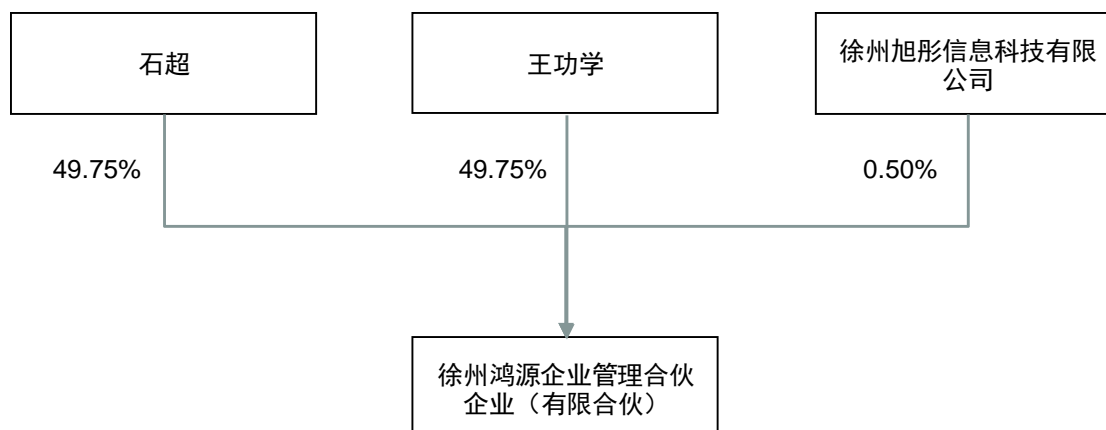 石超
王功学
徐州旭彤信息科技有限
公司
49.75%
49.75%
0.50%
徐州鸿源企业管理合伙
企业（有限合伙）